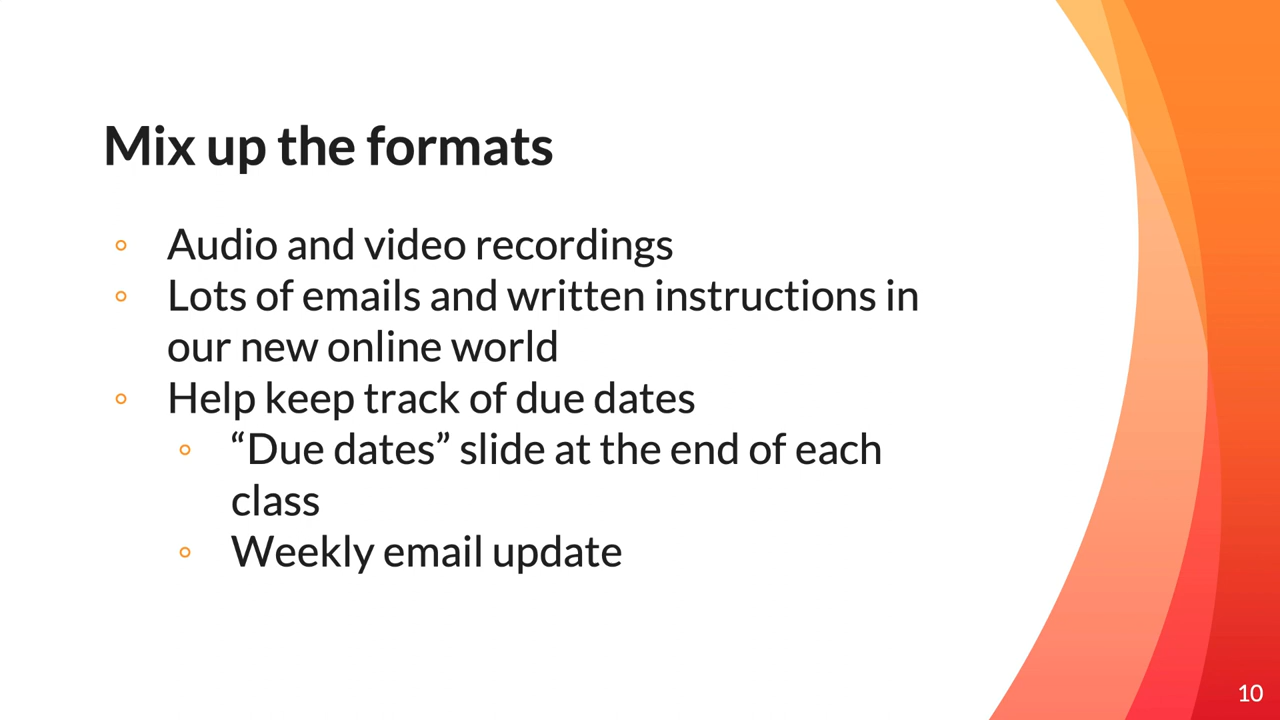 Mix up the formats
◦ Audio and video recordings
◦ Lots of emails and written instructions in
our new online world
◦ Help keep track of due dates
◦ “Due dates” slide at the end of each
class
◦ Weekly email update
10